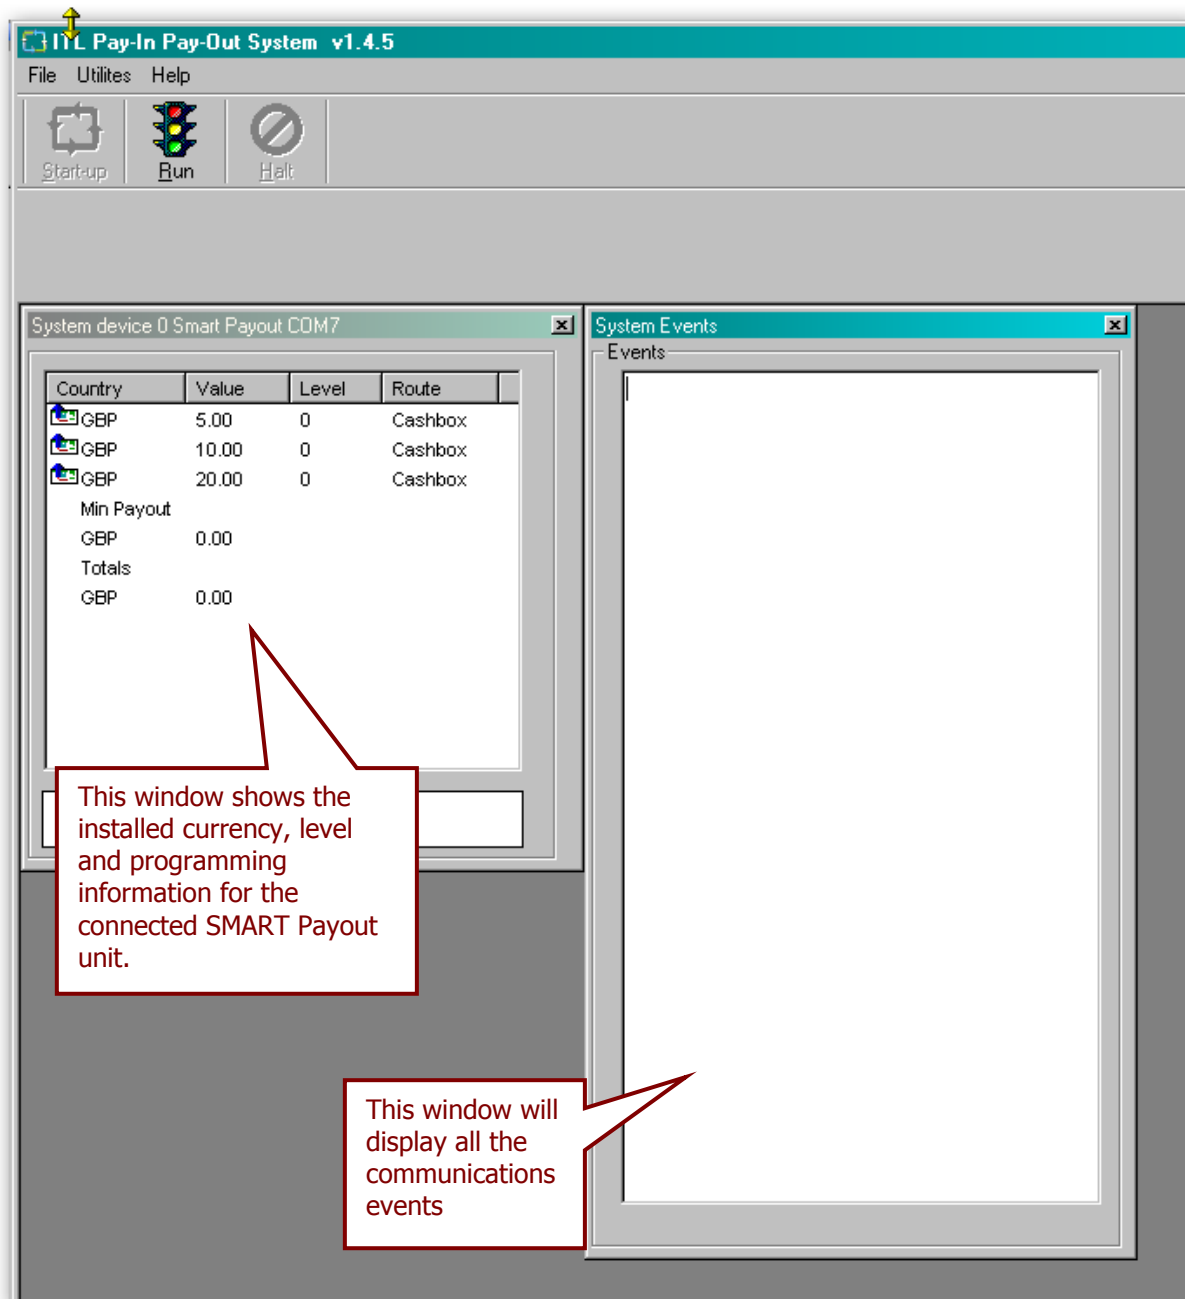 ITL Pay-In Pay-Out System v1.4.5
File Utilites Help
Start-up Run Halt
System device 0 Smart Payout COM7
Country Value Level Route
GBP 5.00 0 Cashbox
GBP 10.00 0 Cashbox
GBP 20.00 0 Cashbox
Min Payout
GBP 0.00
Totals
GBP 0.00
This window shows the
installed currency, level
and programming
information for the
connected SMART Payout
unit.
System Events
Events
This window will
display all the
communications
events